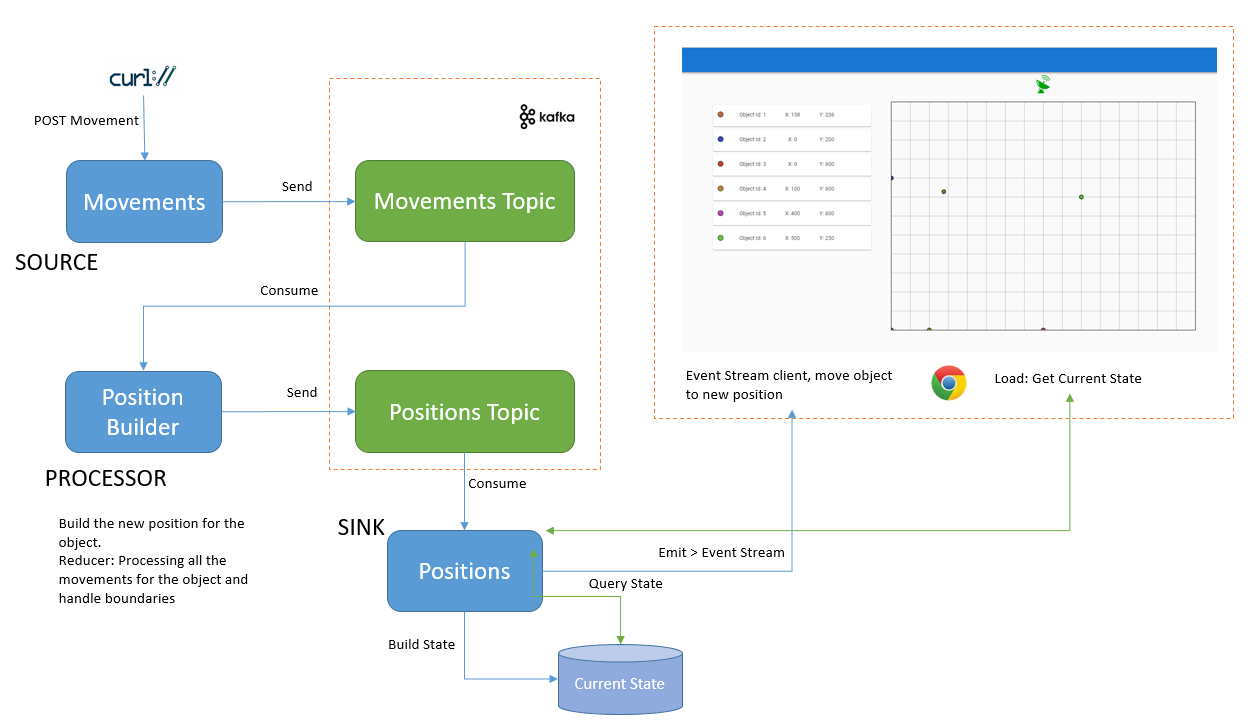 curl://
POST Movement
Movements
SOURCE
Send
kafka
Movements Topic
Consume
Position
Builder
PROCESSOR
Send
Positions Topic
Build the new position for the
object.
Reducer: Processing all the
movements for the object and
handle boundaries
Consume
SINK
Positions
Emit > Event Stream
Query State
Build State
Current State
Object Id: 1 X: 138 Y: 236
Object Id: 2 X: 0 Y: 200
Object Id: 3 X: 0 Y: 600
Object Id: 4 X: 100 Y: 600
Object Id: 5 X: 400 Y: 600
Object Id: 6 X: 500 Y: 250
Event Stream client, move object
to new position
Load: Get Current State